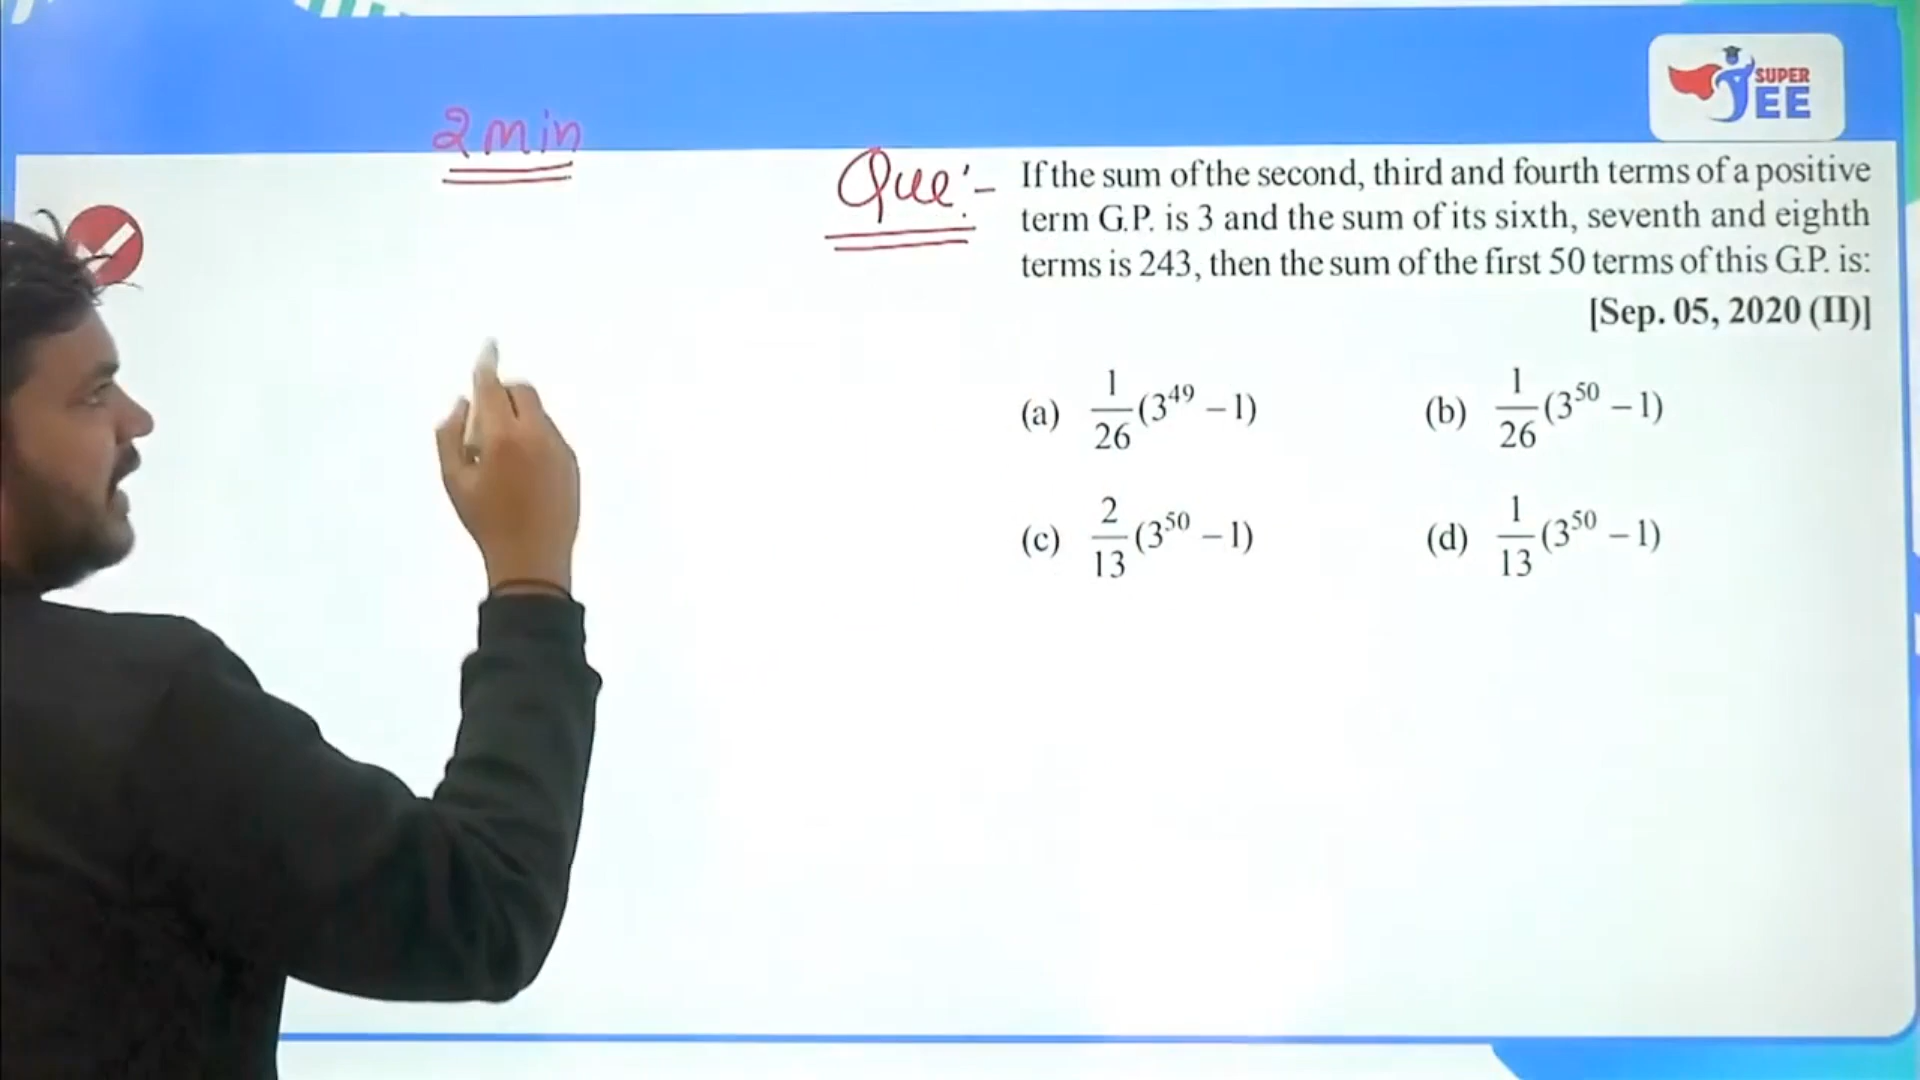 SUPER
JEE
2 min
Que:- If the sum of the second, third and fourth terms of a positive
term G.P. is 3 and the sum of its sixth, seventh and eighth
terms is 243, then the sum of the first 50 terms of this G.P. is:
[Sep. 05, 2020 (II)]
(a) 1/26 (3^49 – 1) (b) 1/26 (3^50 – 1)
(c) 2/13 (3^50 – 1) (d) 1/13 (3^50 – 1)